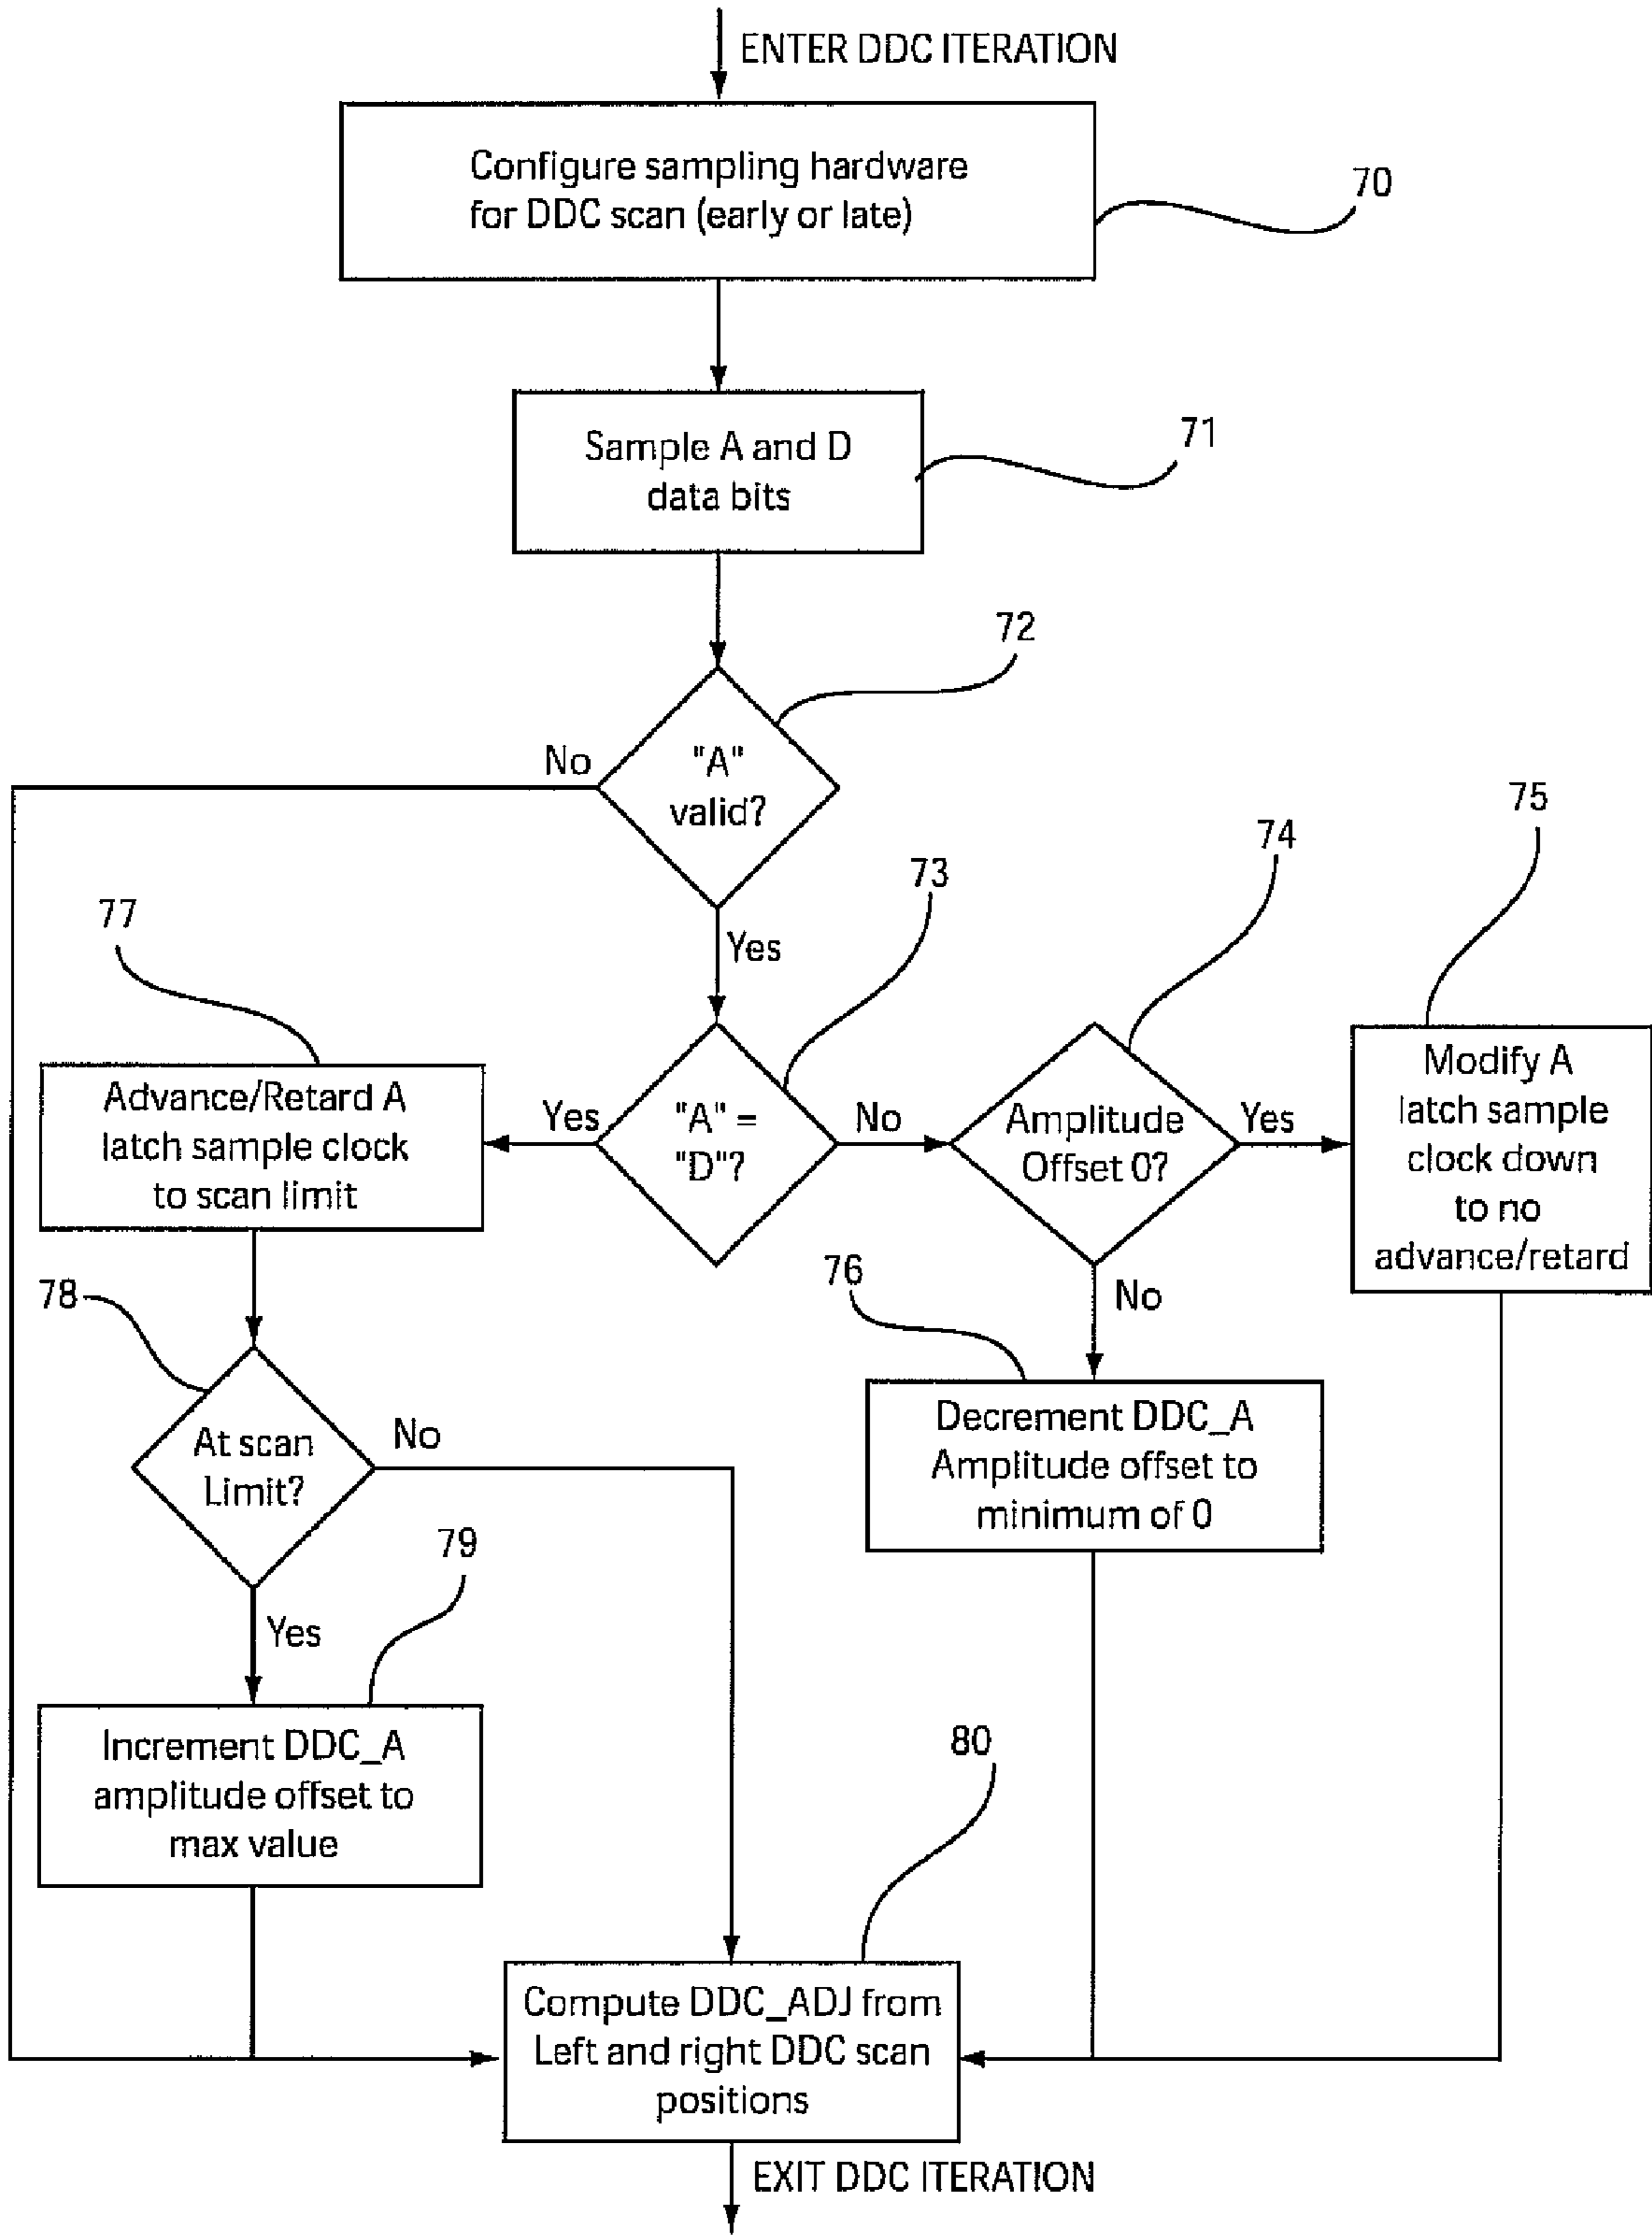 ENTER DDC ITERATION
Configure sampling hardware
for DDC scan (early or late)
70
Sample A and D
data bits
71
72
"A"
valid?
No
Yes
73
74
75
77
Advance/Retard A
latch sample clock
to scan limit
Yes
"A" =
"D"?
No
Amplitude
Offset 0?
Yes
Modify A
latch sample
clock down
to no
advance/retard
No
76
78
At scan
Limit?
No
Yes
Decrement DDC_A
Amplitude offset to
minimum of 0
79
Increment DDC_A
amplitude offset to
max value
80
Compute DDC_ADJ from
Left and right DDC scan
positions
EXIT DDC ITERATION